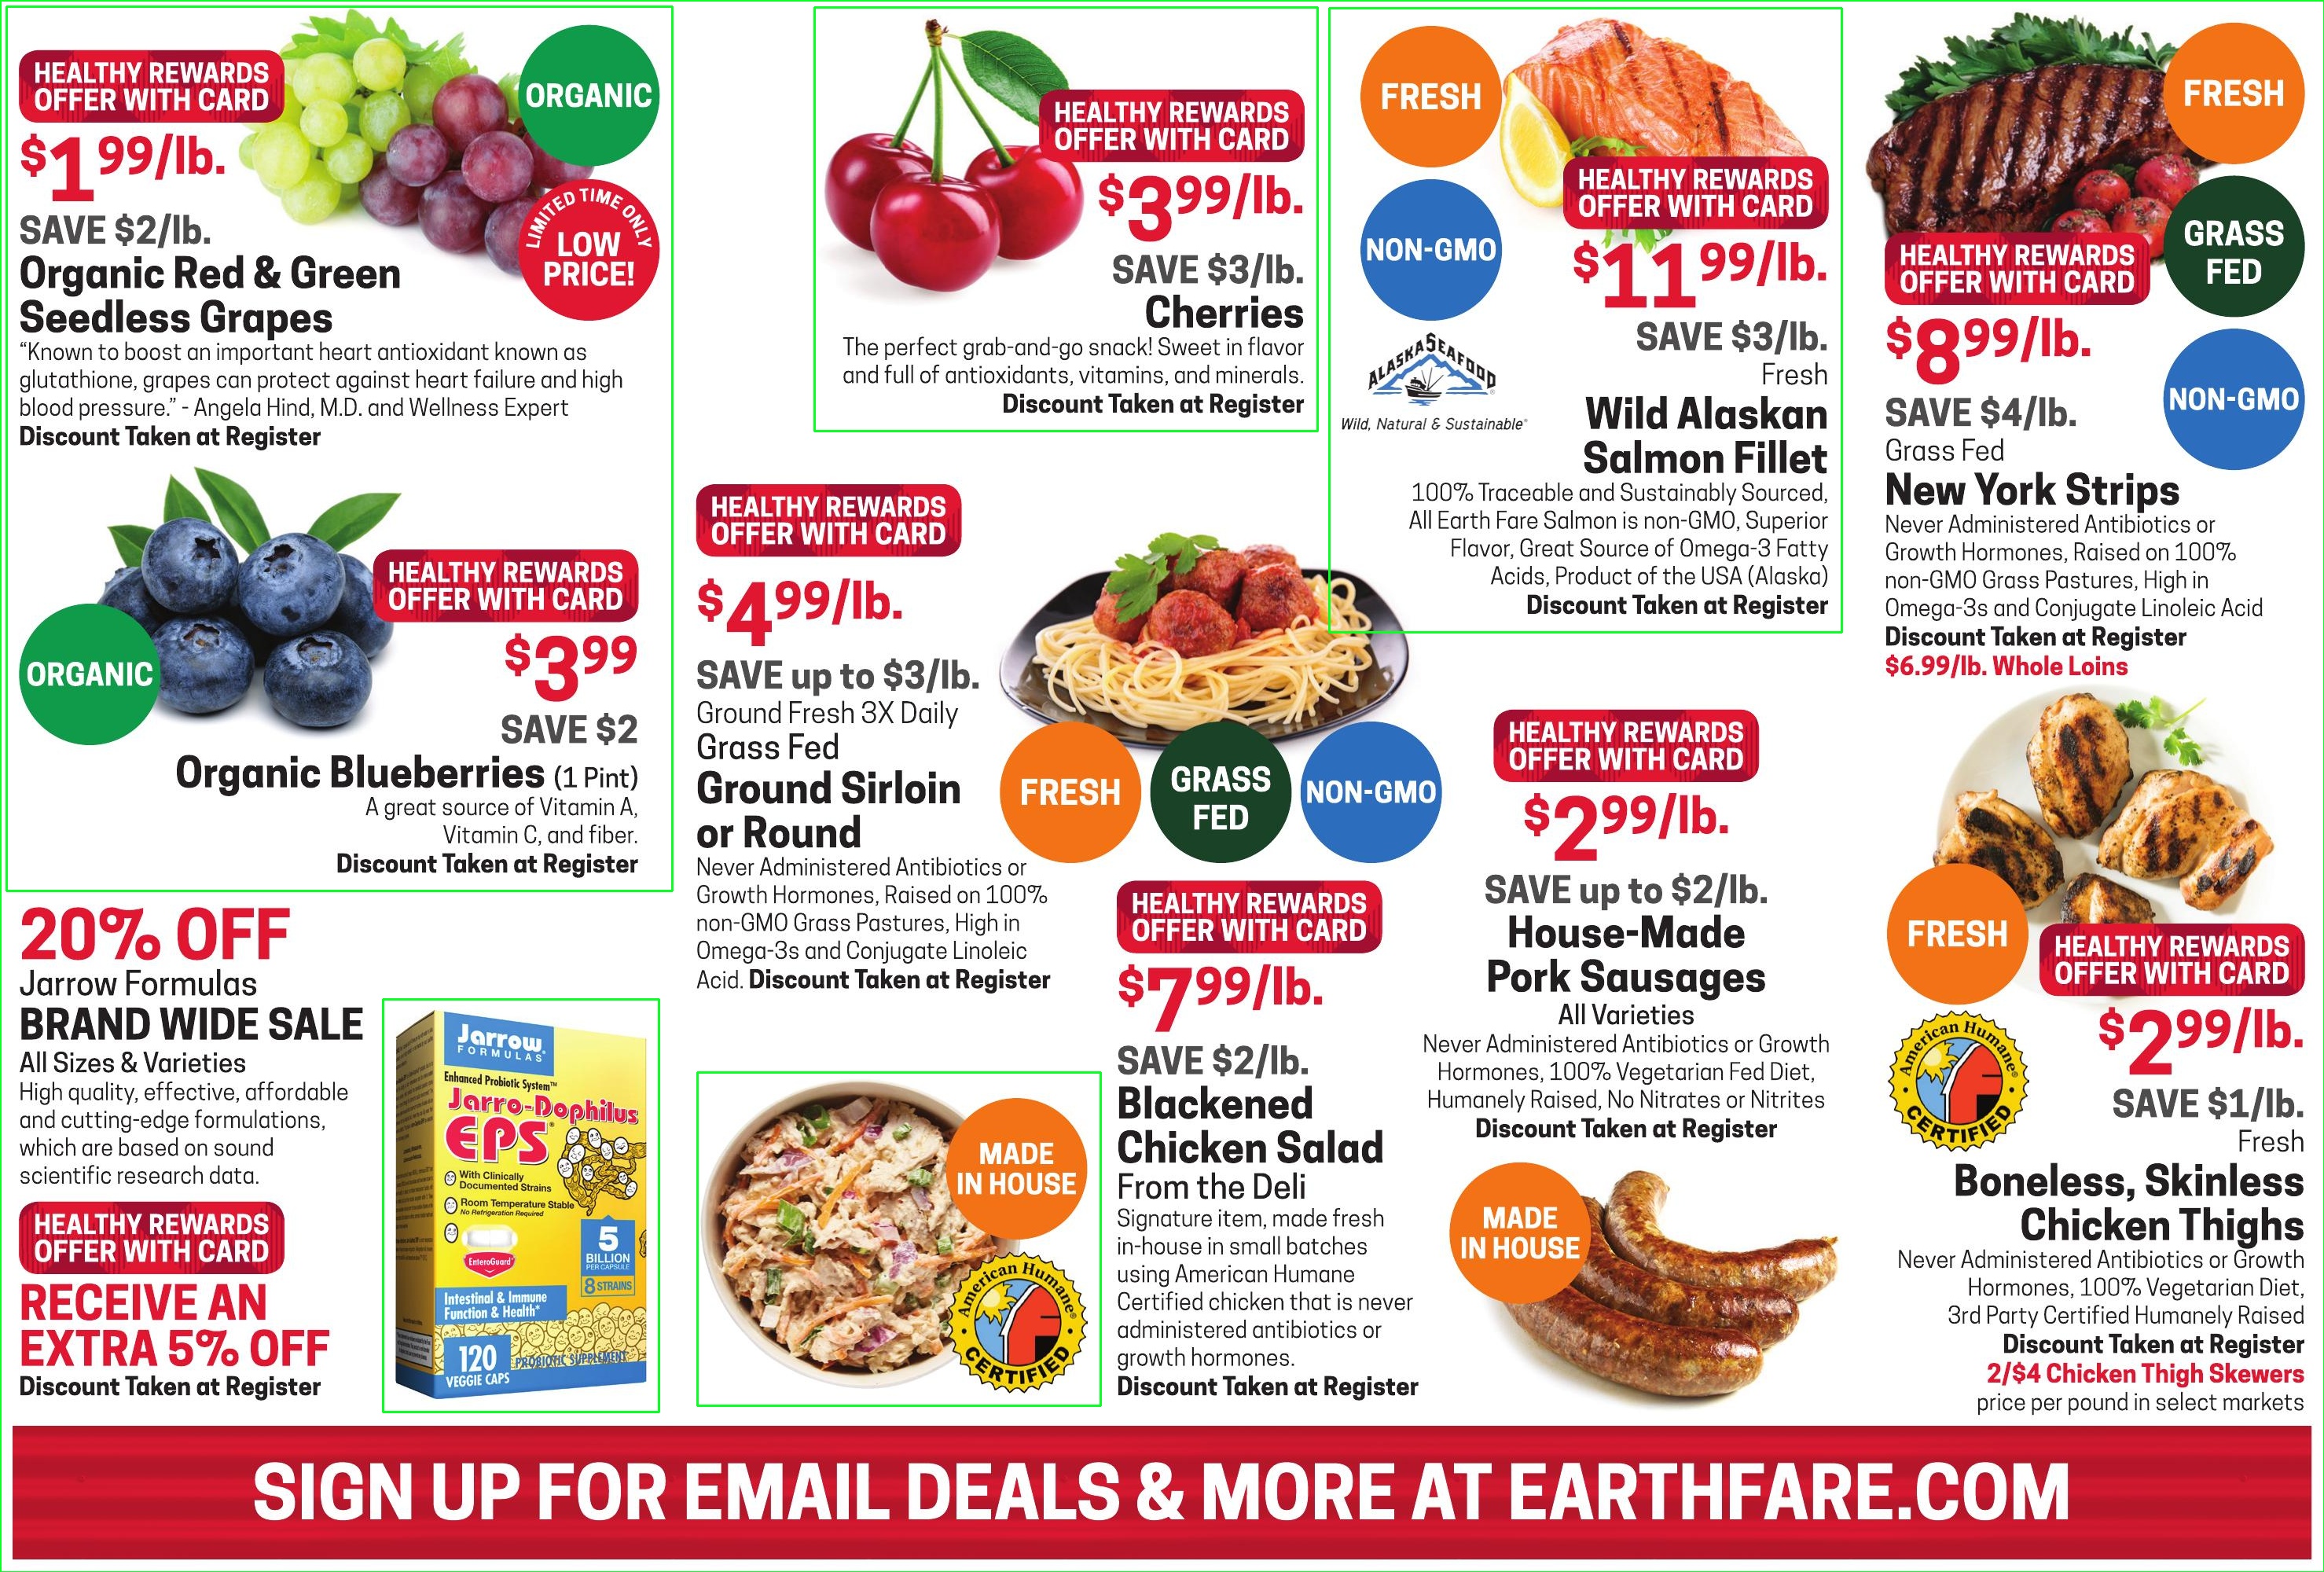 HEALTHY REWARDS
OFFER WITH CARD
ORGANIC
$1 99/lb.
LIMITED TIME ONLY
LOW
PRICE!
SAVE $2/lb.
Organic Red & Green
Seedless Grapes
“Known to boost an important heart antioxidant known as
glutathione, grapes can protect against heart failure and high
blood pressure.” - Angela Hind, M.D. and Wellness Expert
Discount Taken at Register
HEALTHY REWARDS
OFFER WITH CARD
ORGANIC
$3 99
SAVE $2
Organic Blueberries (1 Pint)
A great source of Vitamin A,
Vitamin C, and fiber.
Discount Taken at Register
20% OFF
Jarrow Formulas
BRAND WIDE SALE
All Sizes & Varieties
High quality, effective, affordable
and cutting-edge formulations,
which are based on sound
scientific research data.
HEALTHY REWARDS
OFFER WITH CARD
RECEIVE AN
EXTRA 5% OFF
Discount Taken at Register
Jarrow
FORMULAS®
Enhanced Probiotic System™
Jarro-Dophilus
EPS®
With Clinically
Documented Strains
Room Temperature Stable
No Refrigeration Required
EnteroGuard
5
BILLION
PER CAPSULE
8 STRAINS
Intestinal & Immune
Function & Health*
120
VEGGIE CAPS
PROBIOTIC SUPPLEMENT
HEALTHY REWARDS
OFFER WITH CARD
$3 99/lb.
SAVE $3/lb.
Cherries
The perfect grab-and-go snack! Sweet in flavor
and full of antioxidants, vitamins, and minerals.
Discount Taken at Register
HEALTHY REWARDS
OFFER WITH CARD
$4 99/lb.
SAVE up to $3/lb.
Ground Fresh 3X Daily
Grass Fed
Ground Sirloin
or Round
Never Administered Antibiotics or
Growth Hormones, Raised on 100%
non-GMO Grass Pastures, High in
Omega-3s and Conjugate Linoleic
Acid. Discount Taken at Register
FRESH
GRASS
FED
NON-GMO
MADE
IN HOUSE
American Humane®
CERTIFIED
HEALTHY REWARDS
OFFER WITH CARD
$7 99/lb.
SAVE $2/lb.
Blackened
Chicken Salad
From the Deli
Signature item, made fresh
in-house in small batches
using American Humane
Certified chicken that is never
administered antibiotics or
growth hormones.
Discount Taken at Register
FRESH
NON-GMO
ALASKA SEAFOOD
Wild, Natural & Sustainable®
HEALTHY REWARDS
OFFER WITH CARD
$11 99/lb.
SAVE $3/lb.
Fresh
Wild Alaskan
Salmon Fillet
100% Traceable and Sustainably Sourced,
All Earth Fare Salmon is non-GMO, Superior
Flavor, Great Source of Omega-3 Fatty
Acids, Product of the USA (Alaska)
Discount Taken at Register
HEALTHY REWARDS
OFFER WITH CARD
$2 99/lb.
SAVE up to $2/lb.
House-Made
Pork Sausages
All Varieties
Never Administered Antibiotics or Growth
Hormones, 100% Vegetarian Fed Diet,
Humanely Raised, No Nitrates or Nitrites
Discount Taken at Register
MADE
IN HOUSE
FRESH
GRASS
FED
NON-GMO
HEALTHY REWARDS
OFFER WITH CARD
$8 99/lb.
SAVE $4/lb.
Grass Fed
New York Strips
Never Administered Antibiotics or
Growth Hormones, Raised on 100%
non-GMO Grass Pastures, High in
Omega-3s and Conjugate Linoleic Acid
Discount Taken at Register
$6.99/lb. Whole Loins
FRESH
HEALTHY REWARDS
OFFER WITH CARD
American Humane®
CERTIFIED
$2 99/lb.
SAVE $1/lb.
Fresh
Boneless, Skinless
Chicken Thighs
Never Administered Antibiotics or Growth
Hormones, 100% Vegetarian Diet,
3rd Party Certified Humanely Raised
Discount Taken at Register
2/$4 Chicken Thigh Skewers
price per pound in select markets
SIGN UP FOR EMAIL DEALS & MORE AT EARTHFARE.COM